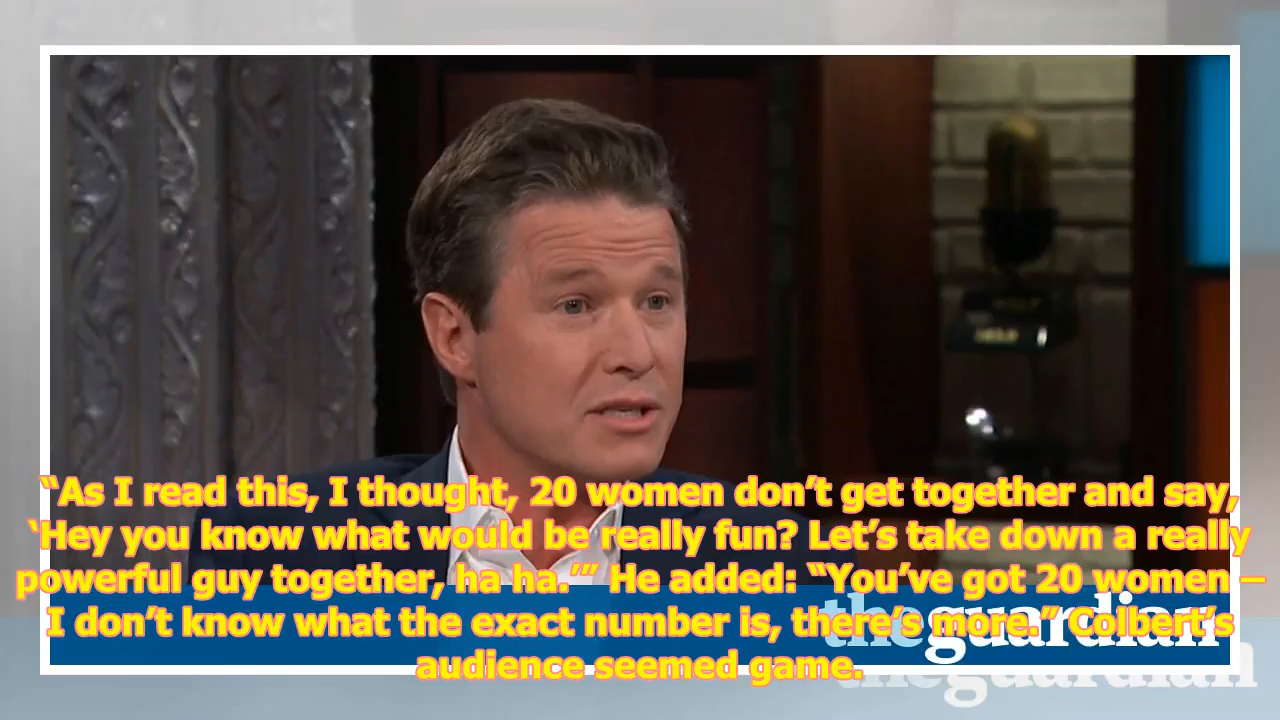 “As I read this, I thought, 20 women don’t get together and say,
‘Hey you know what would be really fun? Let’s take down a really
powerful guy together, ha ha.’” He added: “You’ve got 20 women –
I don’t know what the exact number is, there’s more.” Colbert’s
audience seemed game.
theguardian
theguardian